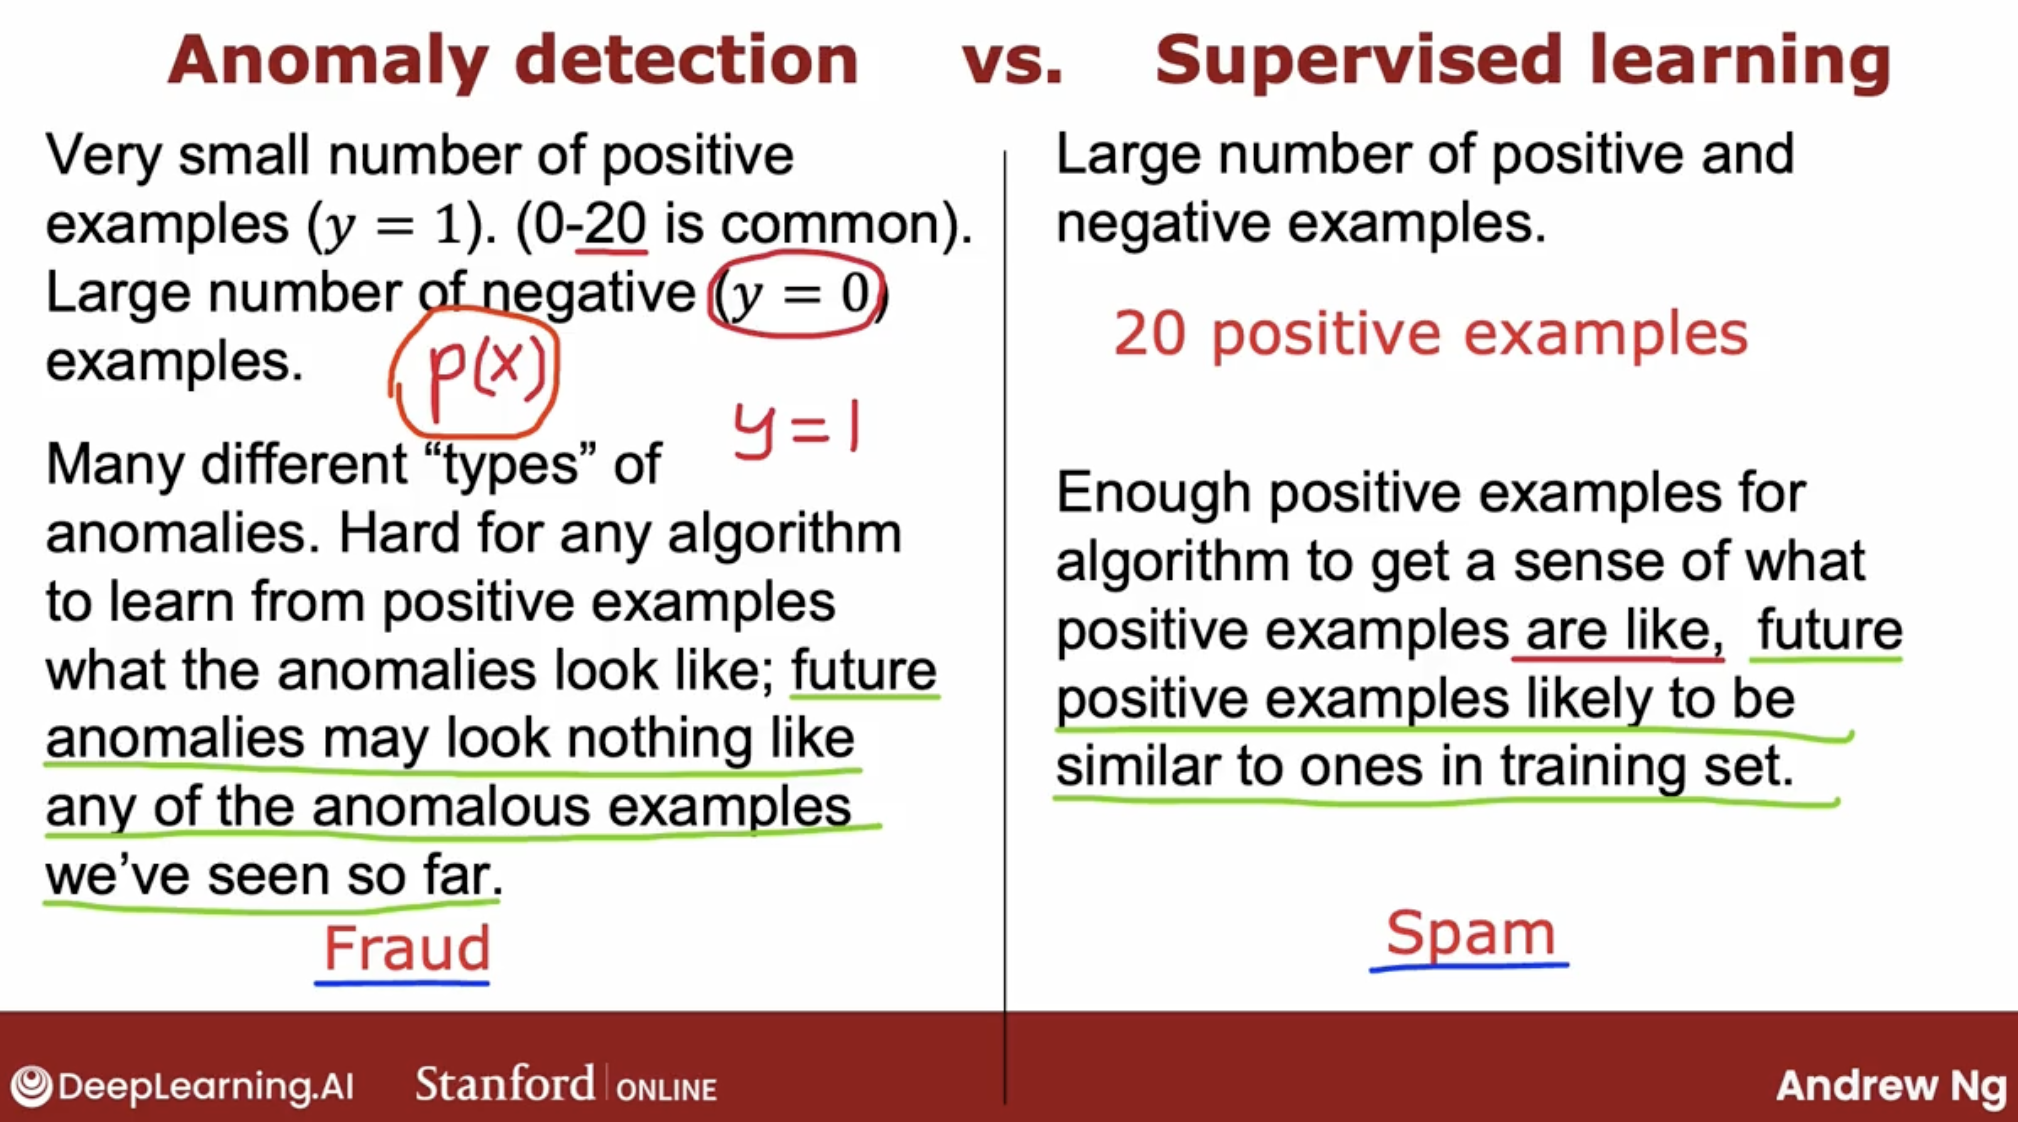 Anomaly detection vs. Supervised learning
Very small number of positive
examples (y = 1). (0-20 is common).
Large number of negative (y = 0)
examples.
p(x)
y=1
Many different “types” of
anomalies. Hard for any algorithm
to learn from positive examples
what the anomalies look like; future
anomalies may look nothing like
any of the anomalous examples
we’ve seen so far.
Fraud
Large number of positive and
negative examples.
20 positive examples
Enough positive examples for
algorithm to get a sense of what
positive examples are like, future
positive examples likely to be
similar to ones in training set.
Spam
DeepLearning.AI
Stanford ONLINE
Andrew Ng